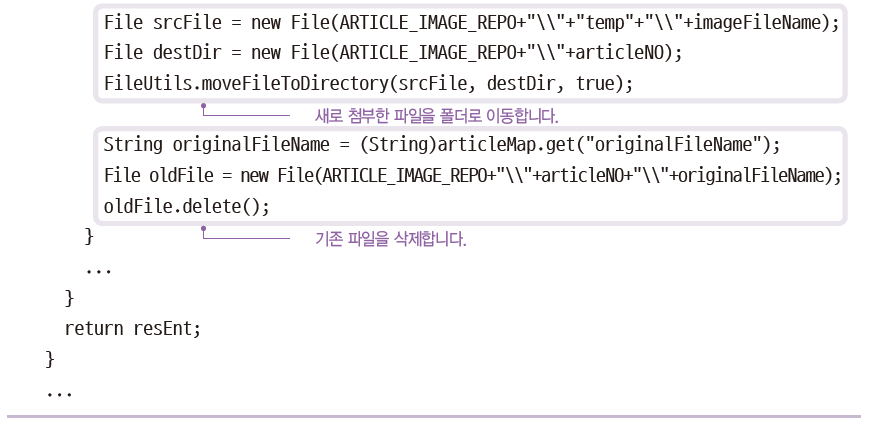 File srcFile = new File(ARTICLE_IMAGE_REPO+"\\"+"temp"+"\\"+imageFileName);
File destDir = new File(ARTICLE_IMAGE_REPO+"\\"+articleNO);
FileUtils.moveFileToDirectory(srcFile, destDir, true);
새로 첨부한 파일을 폴더로 이동합니다.
String originalFileName = (String)articleMap.get("originalFileName");
File oldFile = new File(ARTICLE_IMAGE_REPO+"\\"+articleNO+"\\"+originalFileName);
oldFile.delete();
기존 파일을 삭제합니다.
}
...
}
return resEnt;
}
...